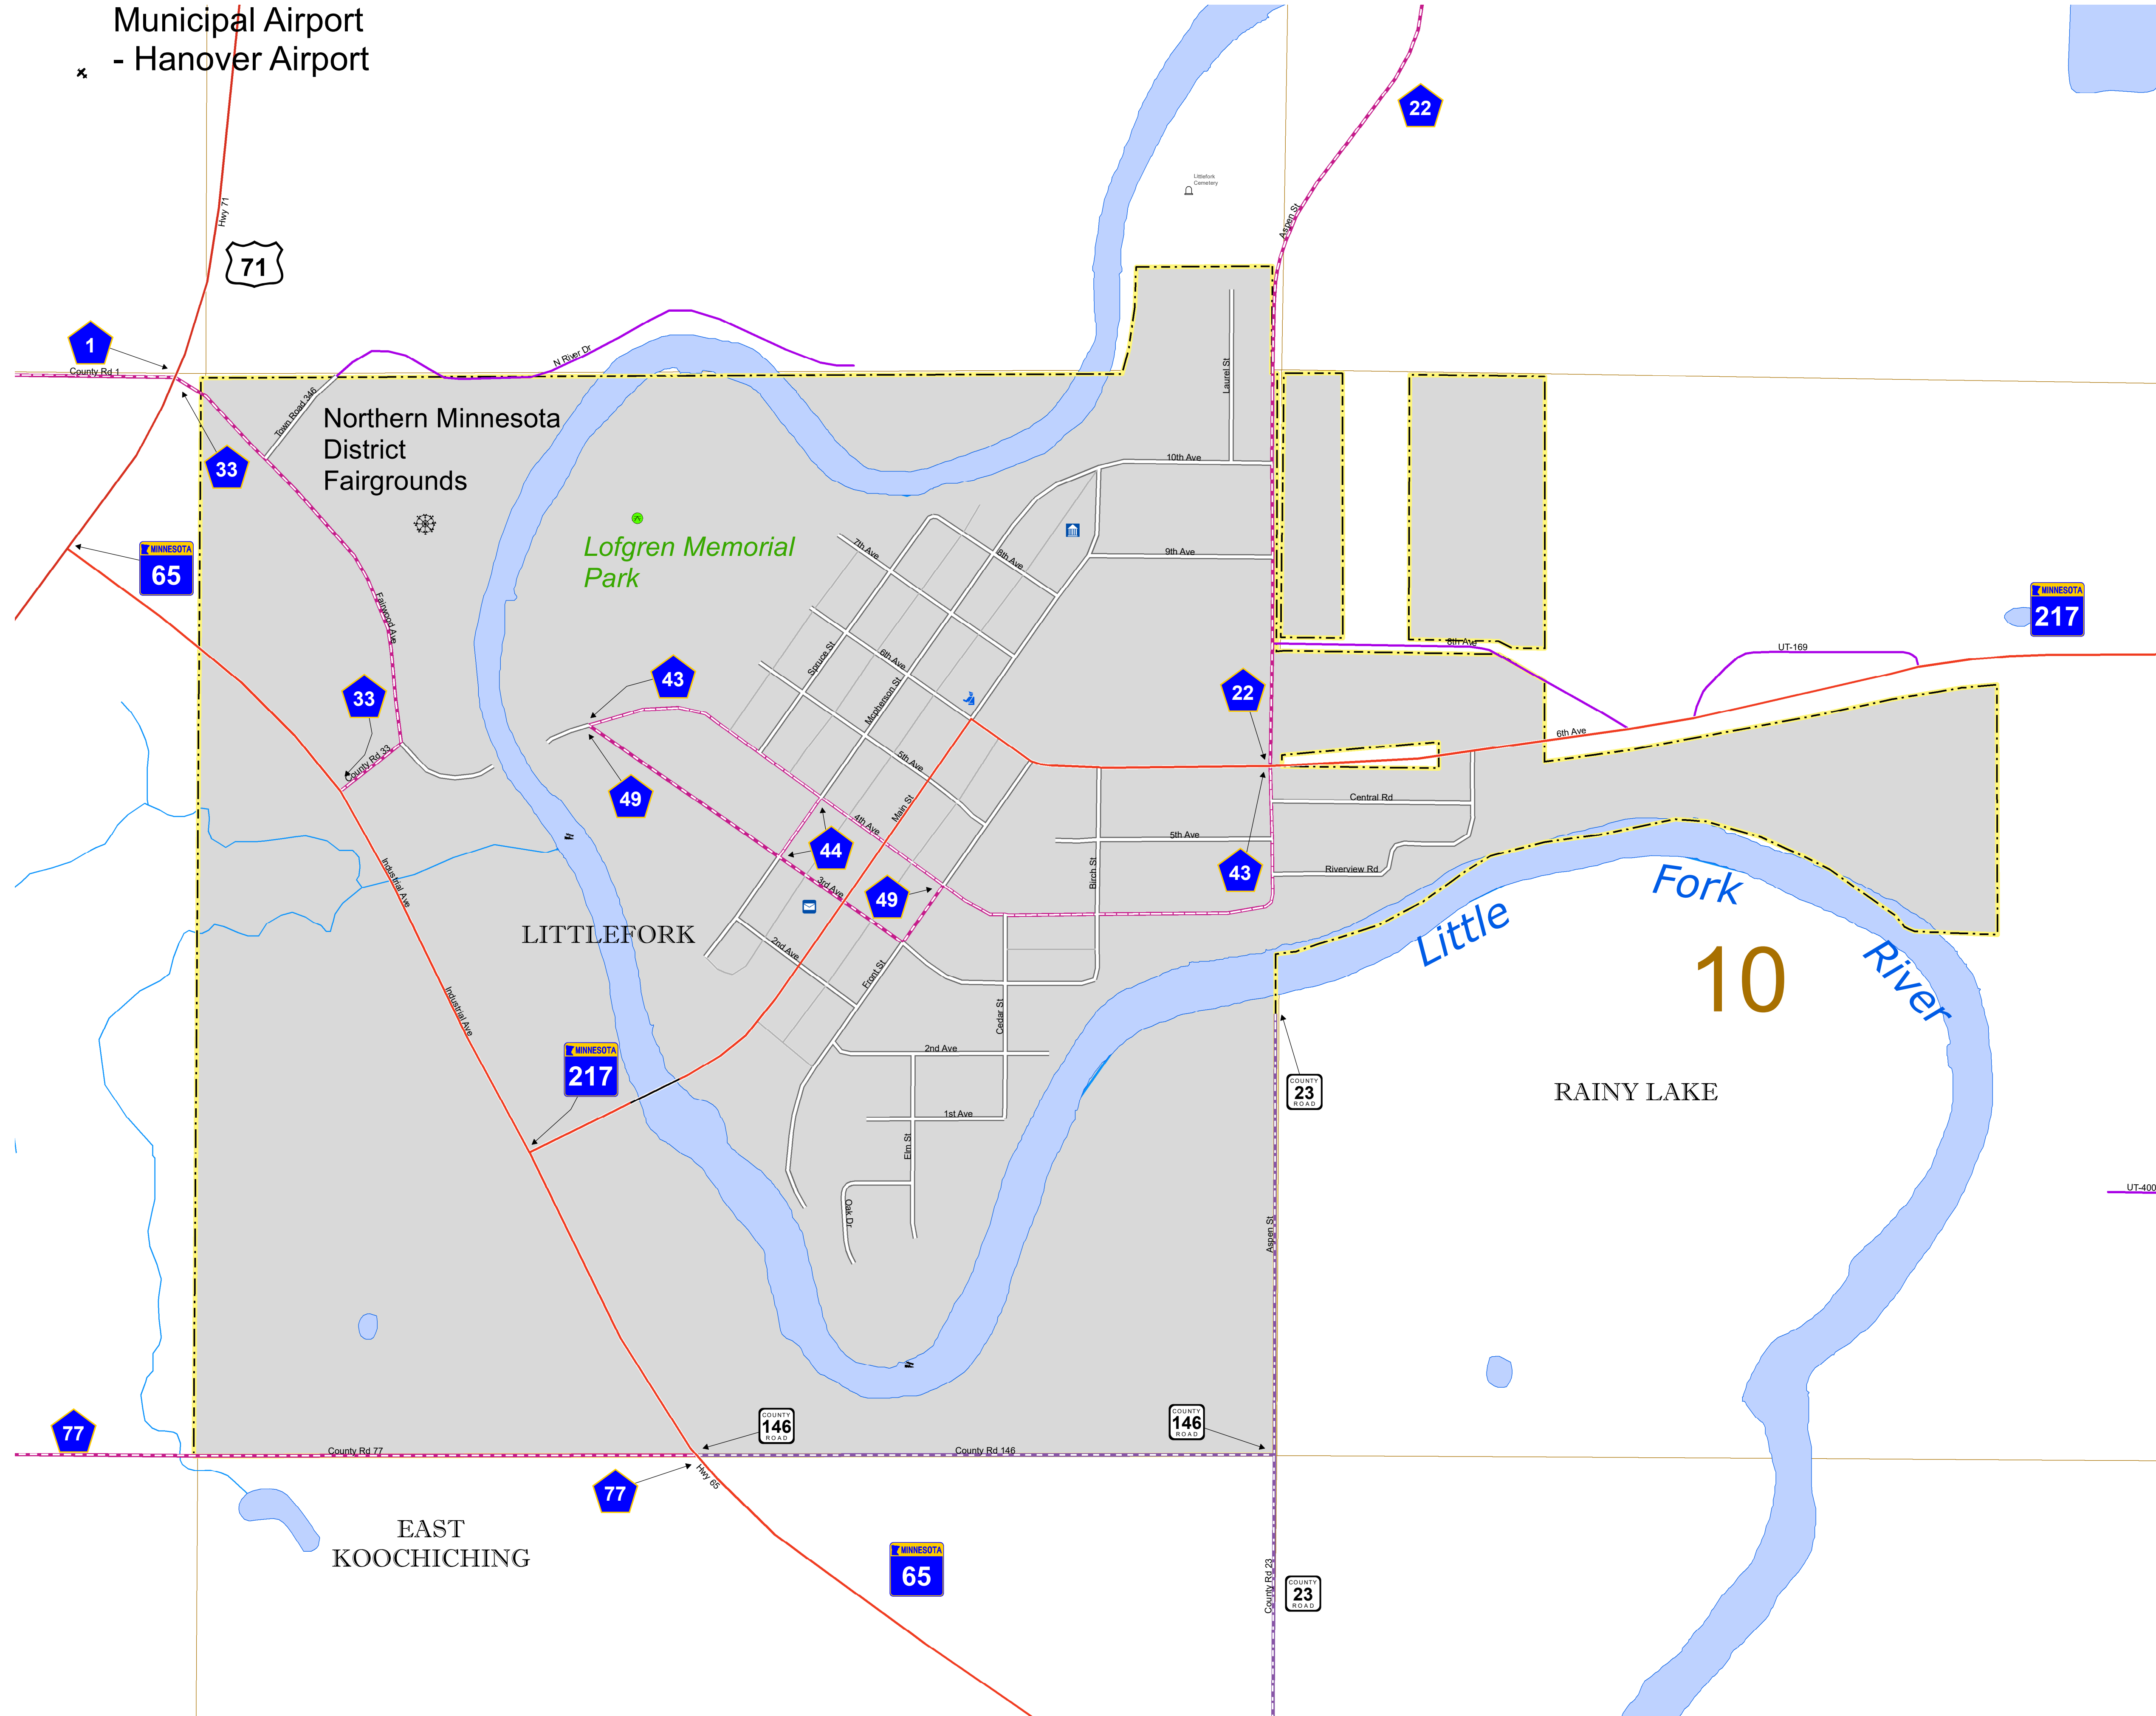 Municipal Airport
- Hanover Airport
22
Littlefork
Cemetery
Hwy 71
Aspen St
71
1
County Rd 1
N River Dr
Laurel St
Town Road 346
Northern Minnesota
District
Fairgrounds
33
10th Ave
Lofgren Memorial
Park
7th Ave
8th Ave
9th Ave
MINNESOTA
65
Fairwood Ave
MINNESOTA
217
8th Ave
UT-169
Spruce St
6th Ave
43
33
22
Mcpherson St
6th Ave
County Rd 33
5th Ave
49
Main St
Central Rd
4th Ave
44
5th Ave
43
Riverview Rd
Birch St
3rd Ave
49
Industrial Ave
Little
Fork
River
LITTLEFORK
2nd Ave
Front St
10
Industrial Ave
Cedar St
2nd Ave
MINNESOTA
217
COUNTY
23
ROAD
RAINY LAKE
1st Ave
Elm St
Oak Dr
Aspen St
UT-400
77
County Rd 77
COUNTY
146
ROAD
County Rd 146
COUNTY
146
ROAD
77
Hwy 65
EAST
KOOCHICHING
MINNESOTA
65
County Rd 23
COUNTY
23
ROAD